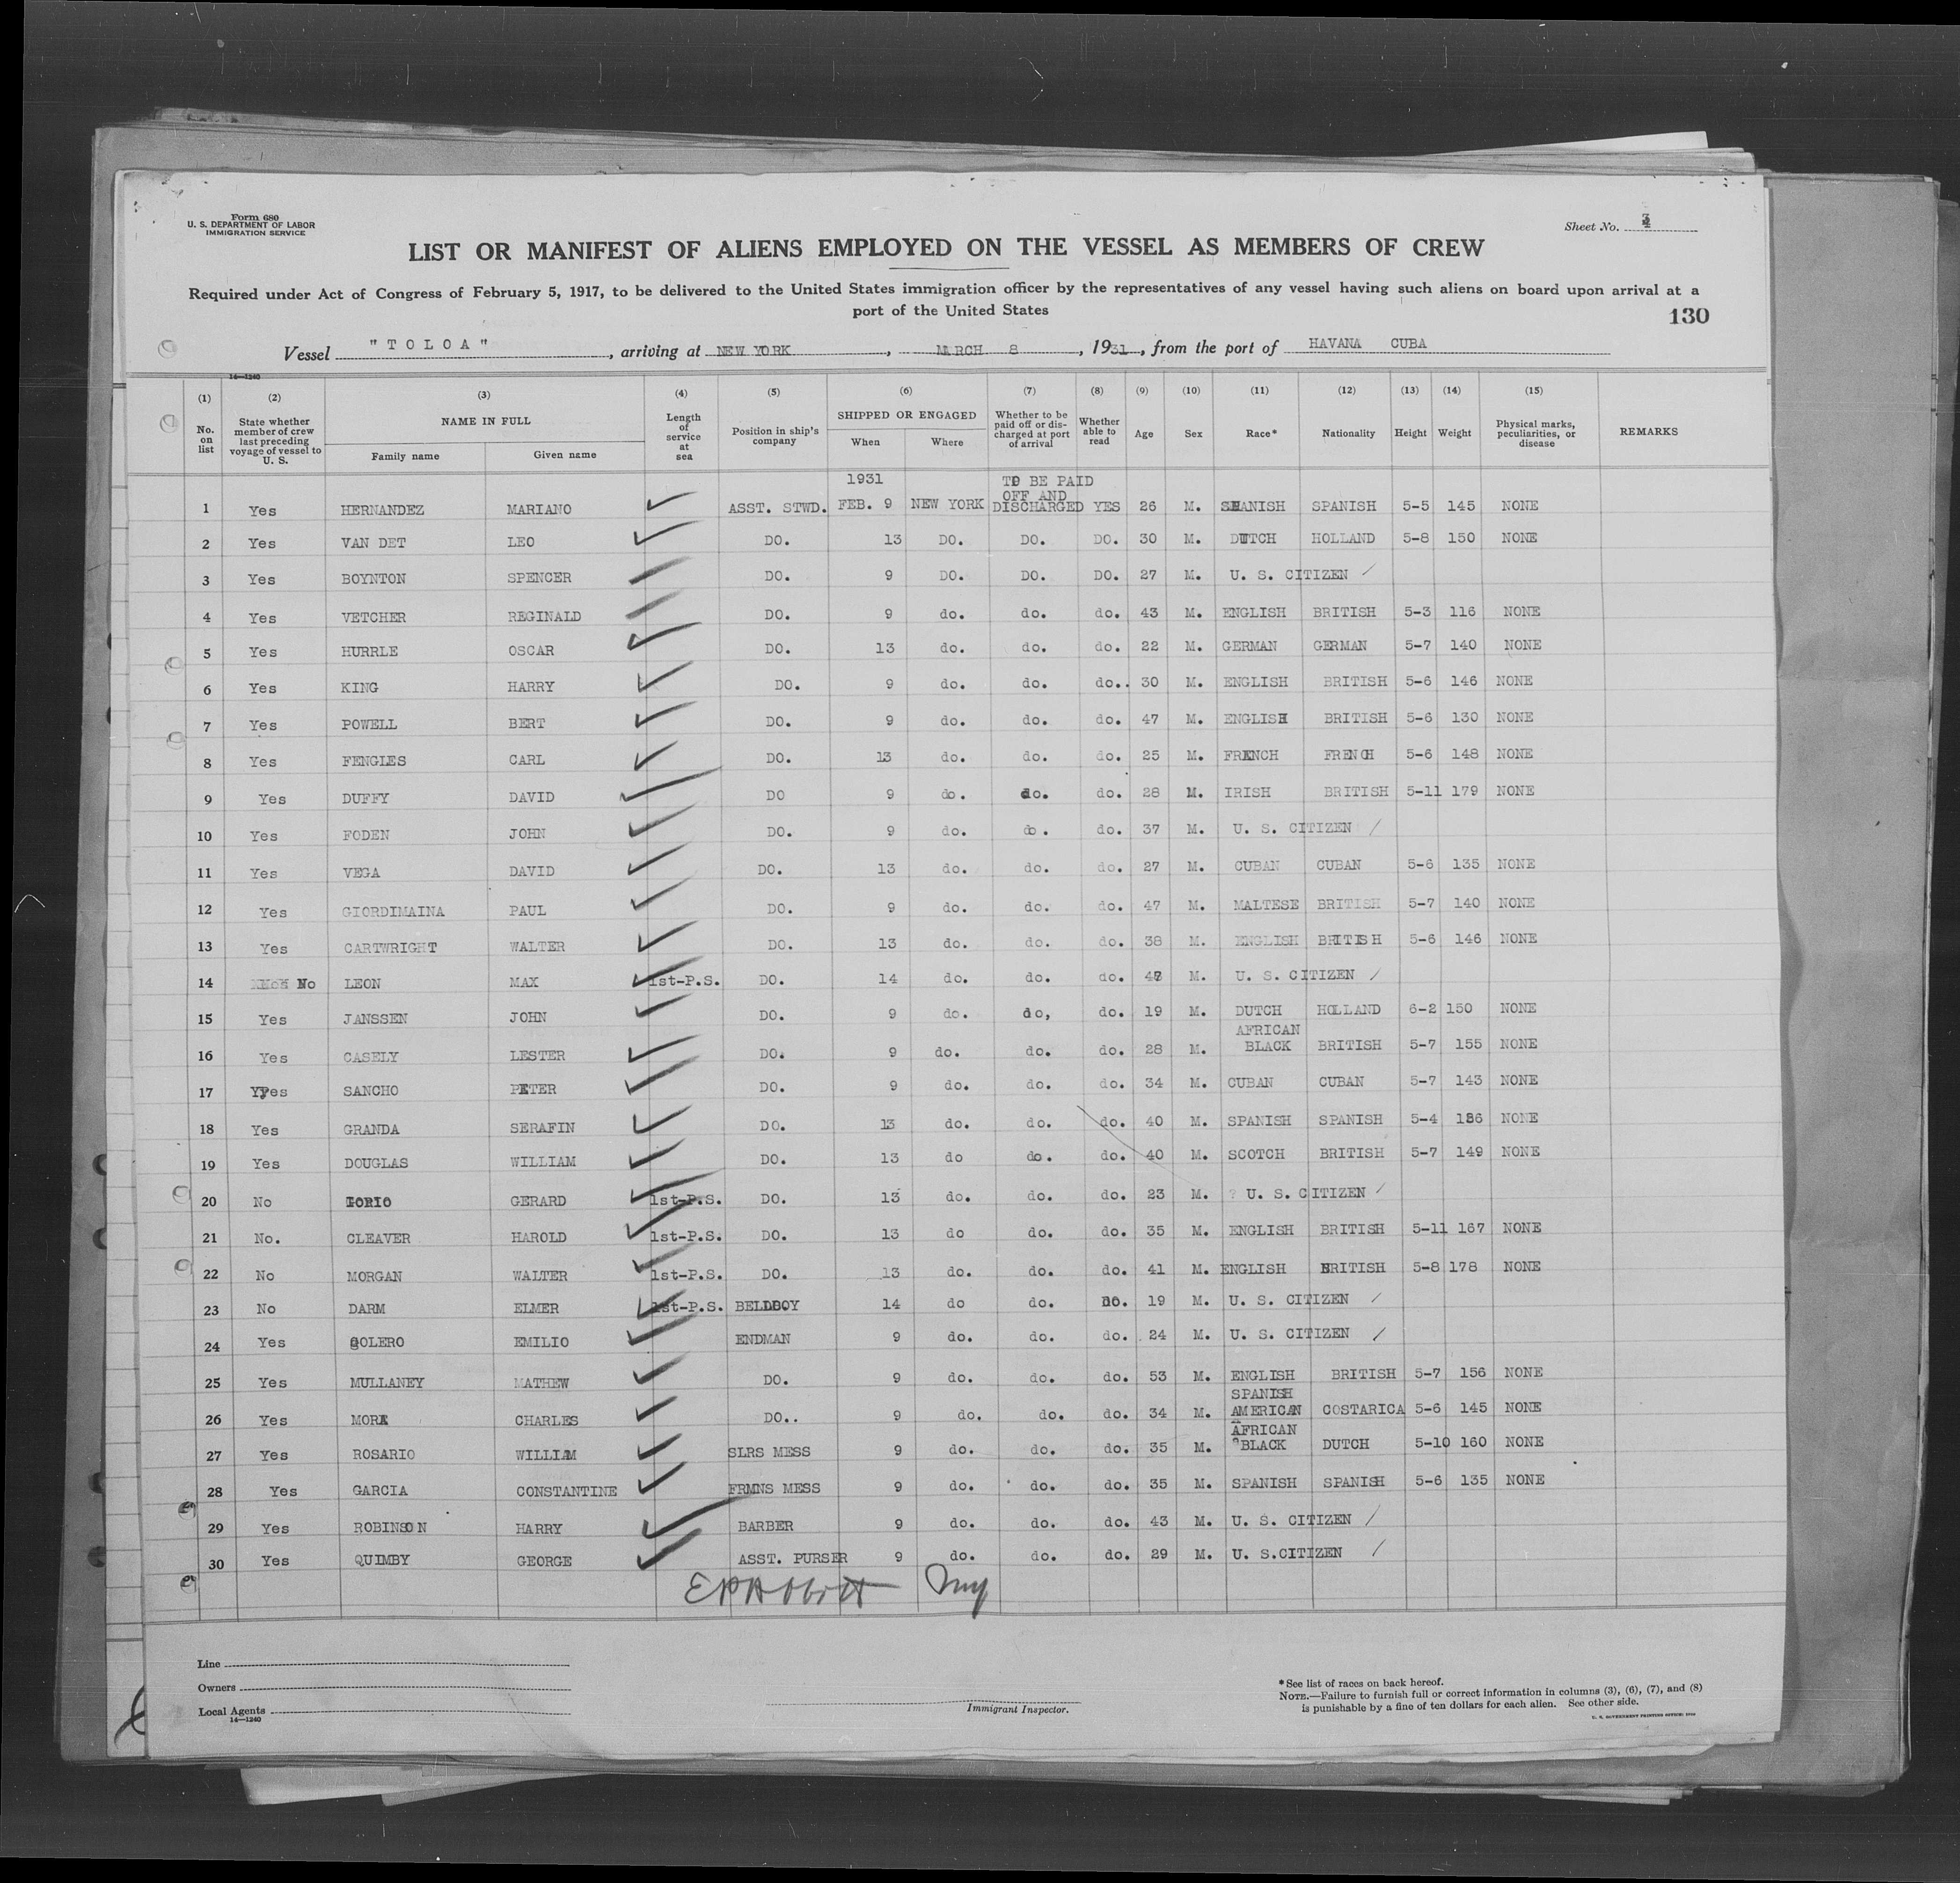 Form 680
U. S. DEPARTMENT OF LABOR
IMMIGRATION SERVICE
Sheet No.
LIST OR MANIFEST OF ALIENS EMPLOYED ON THE VESSEL AS MEMBERS OF CREW
Required under Act of Congress of February 5, 1917, to be delivered to the United States immigration officer by the representatives of any vessel having such aliens on board upon arrival at a
port of the United States
130
Vessel "TOLOA", arriving at NEW YORK, MARCH 8, 1931, from the port of HAVANA CUBA
14—1240
(1) (2) (3) (4) (5) (6) (7) (8) (9) (10) (11) (12) (13) (14) (15)
No. on list State whether member of crew last preceding voyage of vessel to U. S. NAME IN FULL Family name Given name Length of service at sea Position in ship's company SHIPPED OR ENGAGED When Where Whether to be paid off or discharged at port of arrival Whether able to read Age Sex Race* Nationality Height Weight Physical marks, peculiarities, or disease REMARKS
1931 TO BE PAID
OFF AND
1 Yes HERNANDEZ MARIANO ASST. STWD. FEB. 9 NEW YORK DISCHARGED YES 26 M. SPANISH SPANISH 5-5 145 NONE
2 Yes VAN DET LEO DO. 13 DO. DO. DO. 30 M. DUTCH HOLLAND 5-8 150 NONE
3 Yes BOYNTON SPENCER DO. 9 DO. DO. DO. 27 M. U. S. CITIZEN /
4 Yes VETCHER REGINALD DO. 9 do. do. do. 43 M. ENGLISH BRITISH 5-3 116 NONE
5 Yes HURRLE OSCAR DO. 13 do. do. do. 22 M. GERMAN GERMAN 5-7 140 NONE
6 Yes KING HARRY DO. 9 do. do. do.. 30 M. ENGLISH BRITISH 5-6 146 NONE
7 Yes POWELL BERT DO. 9 do. do. do. 47 M. ENGLISH BRITISH 5-6 130 NONE
8 Yes FENGLES CARL DO. 13 do. do. do. 25 M. FRENCH FRENCH 5-6 148 NONE
9 Yes DUFFY DAVID DO 9 do. do. do. 28 M. IRISH BRITISH 5-11 179 NONE
10 Yes FODEN JOHN DO. 9 do. do. do. 37 M. U. S. CITIZEN /
11 Yes VEGA DAVID DO. 13 do. do. do. 27 M. CUBAN CUBAN 5-6 135 NONE
12 Yes GIORDIMAINA PAUL DO. 9 do. do. do. 47 M. MALTESE BRITISH 5-7 140 NONE
13 Yes CARTWRIGHT WALTER DO. 13 do. do. do. 38 M. ENGLISH BRITISH 5-6 146 NONE
14 No LEON MAX 1st-P.S. DO. 14 do. do. do. M. U. S. CITIZEN /
15 Yes JANSSEN JOHN DO. 9 do. do, do. 19 M. DUTCH HOLLAND 6-2 150 NONE
AFRICAN
16 Yes CASELY LESTER DO. 9 do. do. do. 28 M. BLACK BRITISH 5-7 155 NONE
17 Yyes SANCHO PETER DO. 9 do. do. do. 34 M. CUBAN CUBAN 5-7 143 NONE
18 Yes GRANDA SERAFIN DO. 13 do. do. do. 40 M. SPANISH SPANISH 5-4 NONE
19 Yes DOUGLAS WILLIAM DO. 13 do do. do. 40 M. SCOTCH BRITISH 5-7 149 NONE
20 No GERARD 1st-P.S. DO. 13 do. do. do. 23 M. U. S. CITIZEN /
21 No. CLEAVER HAROLD 1st-P.S. DO. 13 do do. do. 35 M. ENGLISH BRITISH 5-11 167 NONE
22 No MORGAN WALTER 1st-P.S. DO. 13 do. do. do. 41 M. ENGLISH BRITISH 5-8 178 NONE
23 No DARM ELMER 1st-P.S. BELLBOY 14 do do. DO. 19 M. U. S. CITIZEN /
24 Yes EMILIO ENDMAN 9 do. do. do. 24 M. U. S. CITIZEN /
25 Yes MULLANEY MATHEW DO. 9 do. do. do. 53 M. ENGLISH BRITISH 5-7 156 NONE
SPANISH
26 Yes MORA CHARLES DO.. 9 do. do. do. 34 M. AMERICAN COSTARICA 5-6 145 NONE
AFRICAN
27 Yes ROSARIO WILLIAM SLRS MESS 9 do. do. do. 35 M. BLACK DUTCH 5-10 160 NONE
28 Yes GARCIA CONSTANTINE FRMNS MESS 9 do. do. do. 35 M. SPANISH SPANISH 5-6 135 NONE
29 Yes ROBINSON HARRY BARBER 9 do. do. do. 43 M. U. S. CITIZEN /
30 Yes QUIMBY GEORGE ASST. PURSER 9 do. do. do. 29 M. U. S.CITIZEN /
Line
Owners
Local Agents
14—1240
Immigrant Inspector.
*See list of races on back hereof.
NOTE.—Failure to furnish full or correct information in columns (3), (6), (7), and (8)
is punishable by a fine of ten dollars for each alien. See other side.